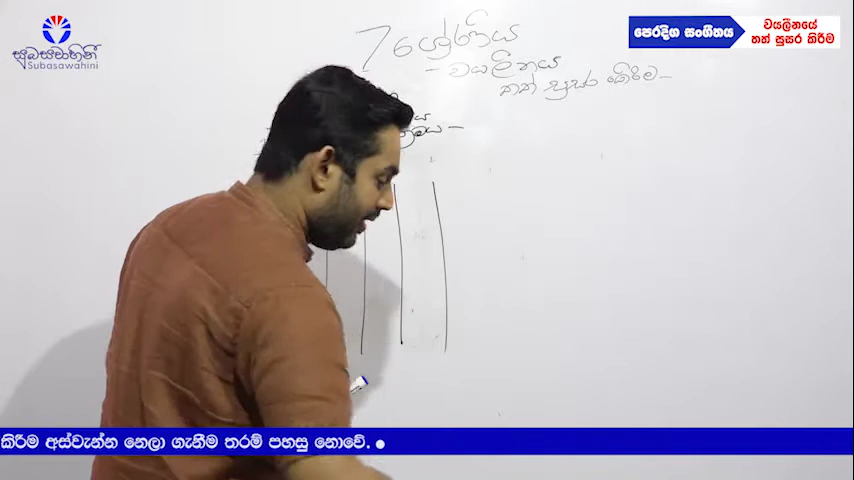 සුබසවාහිනී
Subasawahini
පෙරදිග සංගීතය
වයලීනයේ
තත් සුසර කිරීම
7 ශ්‍රේණිය
- වයලීනය
තත් සුසර කිරීම -
කිරීම අස්වැන්න නෙලා ගැනීම තරම් පහසු නොවේ.